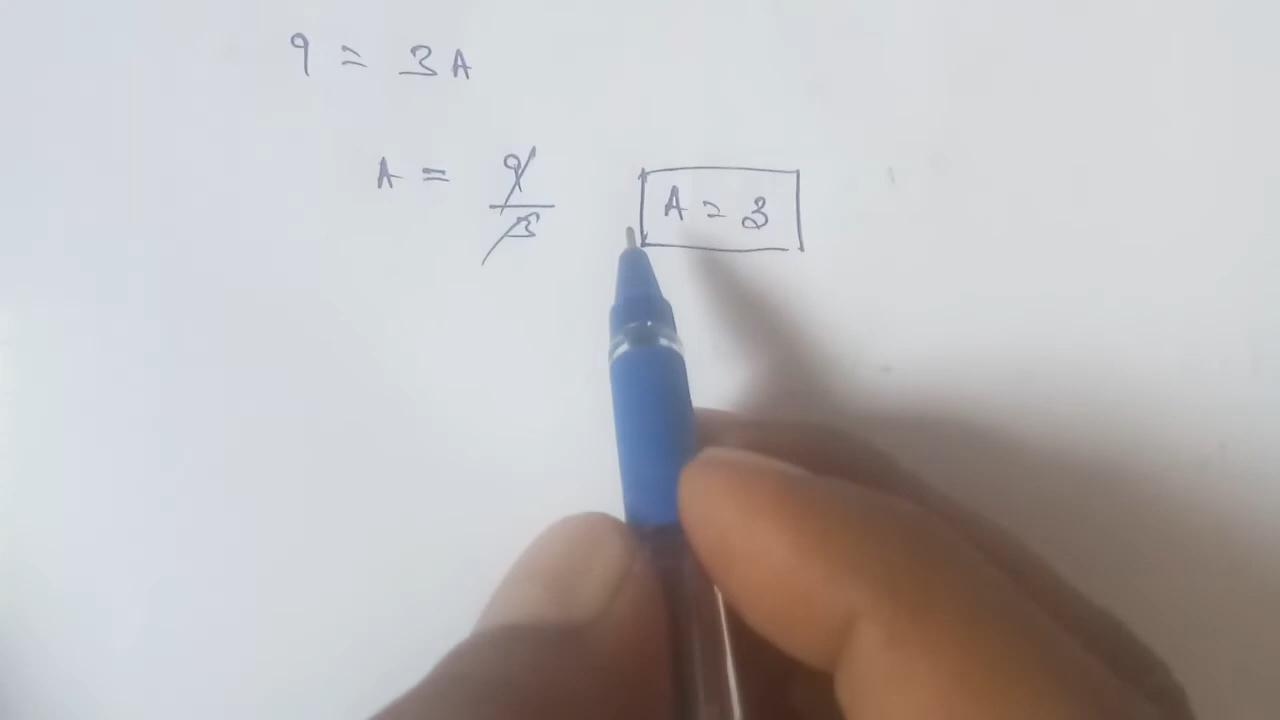 9 = 3A
A = 9/3
A = 3